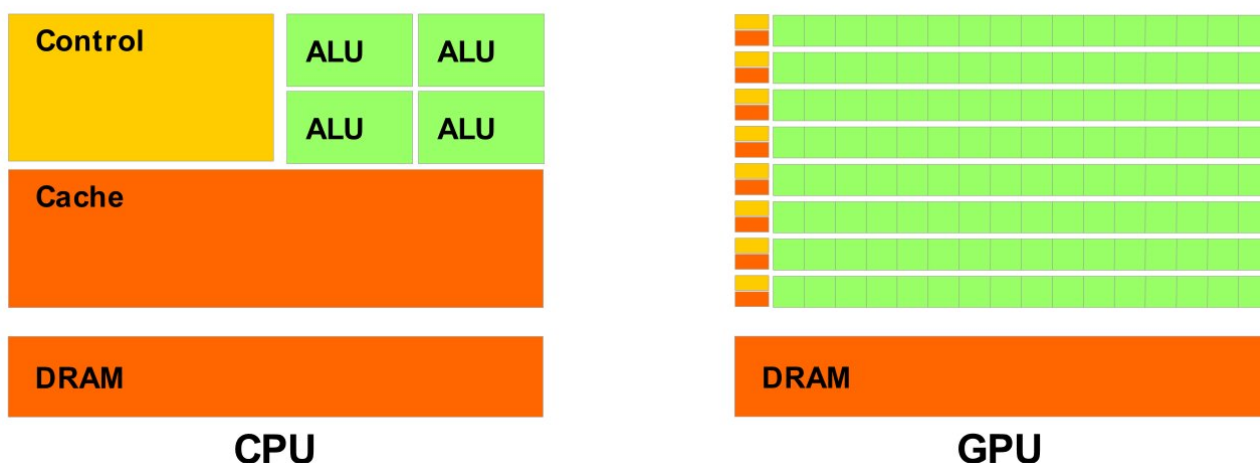 Control
ALU ALU
ALU ALU
Cache
DRAM
CPU
DRAM
GPU